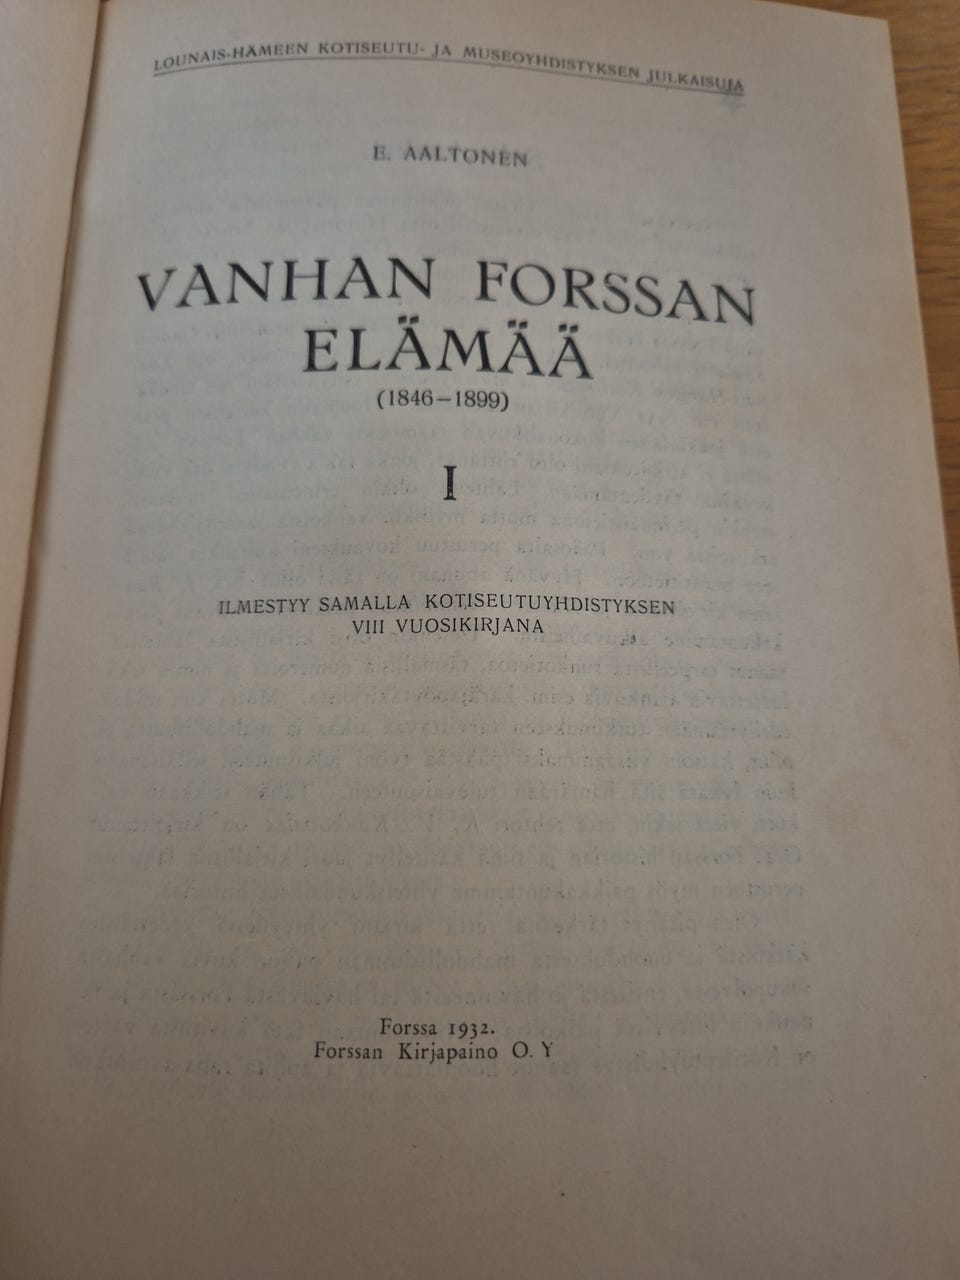 LOUNAIS-HÄMEEN KOTISEUTU- JA MUSEOYHDISTYKSEN JULKAISUJA
E. AALTONEN
VANHAN FORSSAN
ELÄMÄÄ
(1846–1899)
I
ILMESTYY SAMALLA KOTISEUTUYHDISTYKSEN
VIII VUOSIKIRJANA
Forssa 1932.
Forssan Kirjapaino O. Y